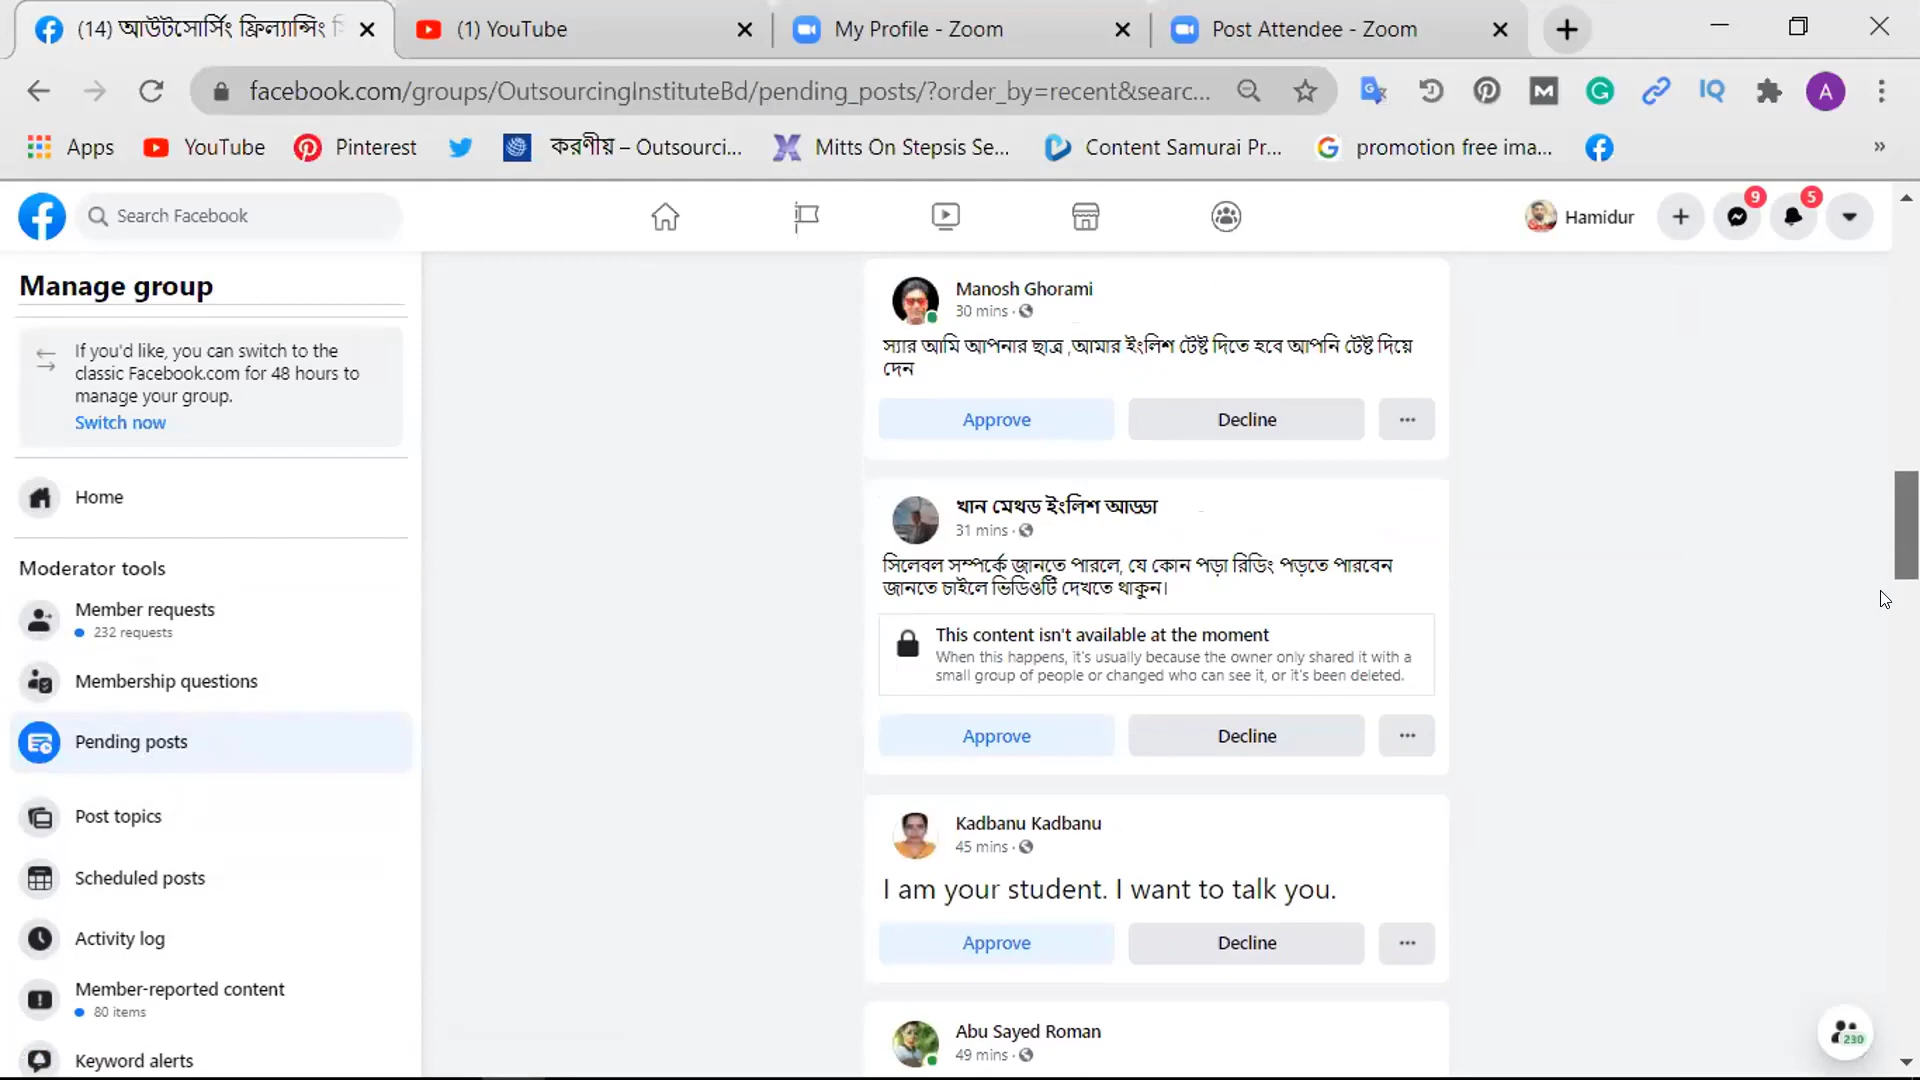 (14) আউটসোর্সিং ফ্রিল্যান্সিং
(1) YouTube
My Profile - Zoom
Post Attendee - Zoom
facebook.com/groups/OutsourcingInstituteBd/pending_posts/?order_by=recent&searc...
A
Apps
YouTube
Pinterest
করণীয় – Outsourci...
Mitts On Stepsis Se...
Content Samurai Pr...
promotion free ima...
»
Search Facebook
Hamidur
9
5
Manage group
If you'd like, you can switch to the
classic Facebook.com for 48 hours to
manage your group.
Switch now
Home
Moderator tools
Member requests
232 requests
Membership questions
Pending posts
Post topics
Scheduled posts
Activity log
Member-reported content
80 items
Keyword alerts
Manosh Ghorami
30 mins ·
স্যার আমি আপনার ছাত্র ,আমার ইংলিশ টেষ্ট দিতে হবে আপনি টেষ্ট দিয়ে
দেন
Approve
Decline
খান মেথড ইংলিশ আড্ডা
31 mins ·
সিলেবল সম্পর্কে জানতে পারলে, যে কোন পড়া রিডিং পড়তে পারবেন
জানতে চাইলে ভিডিওটি দেখতে থাকুন।
This content isn't available at the moment
When this happens, it's usually because the owner only shared it with a
small group of people or changed who can see it, or it's been deleted.
Approve
Decline
Kadbanu Kadbanu
45 mins ·
I am your student. I want to talk you.
Approve
Decline
Abu Sayed Roman
49 mins ·
230